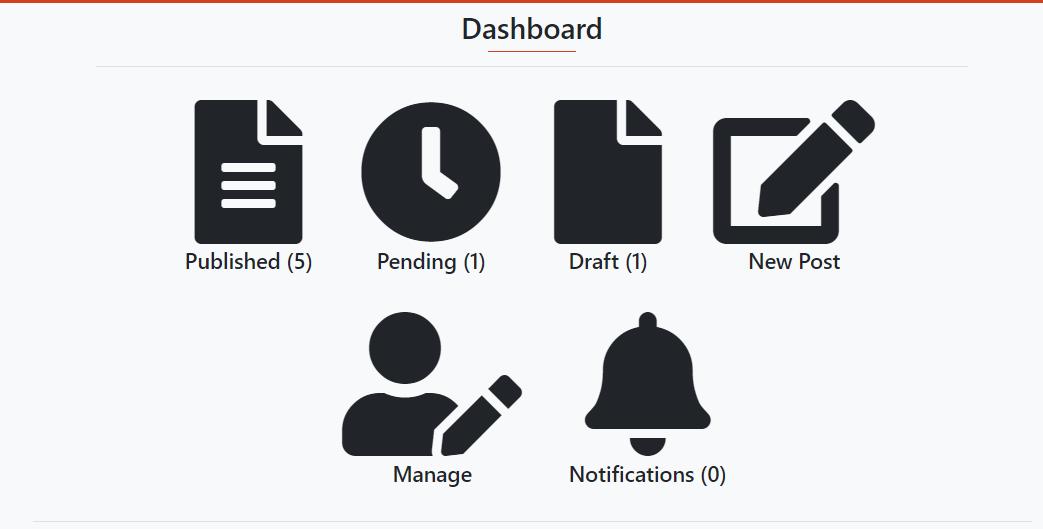 Dashboard
Published (5)
Pending (1)
Draft (1)
New Post
Manage
Notifications (0)